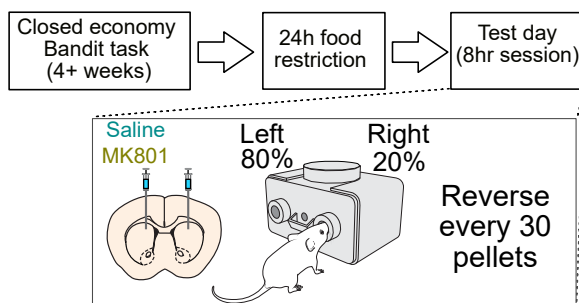 Closed economy
Bandit task
(4+ weeks)
24h food
restriction
Test day
(8hr session)
Saline
MK801
Left
80%
Right
20%
Reverse
every 30
pellets